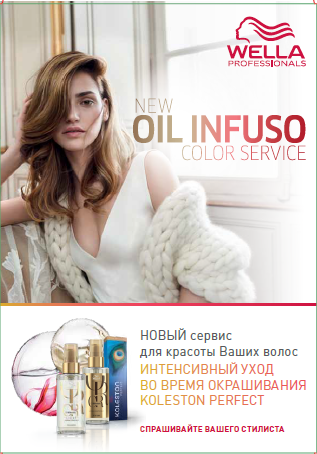 WELLA
PROFESSIONALS
NEW
OIL INFUSO
COLOR SERVICE
НОВЫЙ сервис
для красоты Ваших волос
ИНТЕНСИВНЫЙ УХОД
ВО ВРЕМЯ ОКРАШИВАНИЯ
KOLESTON PERFECT
СПРАШИВАЙТЕ ВАШЕГО СТИЛИСТА
KOLESTON